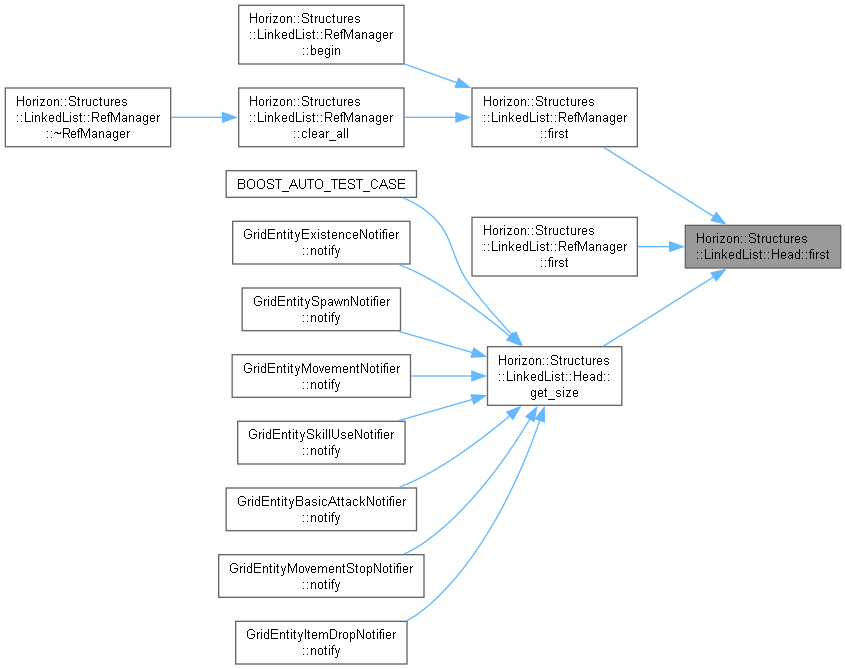 Horizon::Structures
::LinkedList::RefManager
::begin
Horizon::Structures
::LinkedList::RefManager
::~RefManager
Horizon::Structures
::LinkedList::RefManager
::clear_all
Horizon::Structures
::LinkedList::RefManager
::first
BOOST_AUTO_TEST_CASE
GridEntityExistenceNotifier
::notify
Horizon::Structures
::LinkedList::RefManager
::first
Horizon::Structures
::LinkedList::Head::first
GridEntitySpawnNotifier
::notify
GridEntityMovementNotifier
::notify
Horizon::Structures
::LinkedList::Head::
get_size
GridEntitySkillUseNotifier
::notify
GridEntityBasicAttackNotifier
::notify
GridEntityMovementStopNotifier
::notify
GridEntityItemDropNotifier
::notify